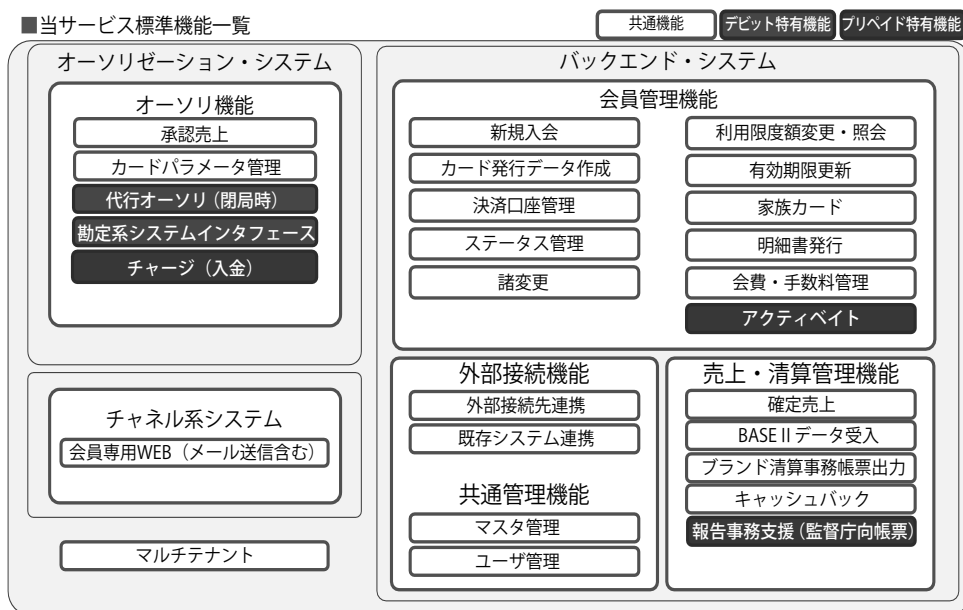 ■当サービス標準機能一覧
共通機能
デビット特有機能
プリペイド特有機能
オーソリゼーション・システム
オーソリ機能
承認売上
カードパラメータ管理
代行オーソリ（閉局時）
勘定系システムインタフェース
チャージ（入金）
チャネル系システム
会員専用WEB（メール送信含む）
マルチテナント
バックエンド・システム
会員管理機能
新規入会
カード発行データ作成
決済口座管理
ステータス管理
諸変更
利用限度額変更・照会
有効期限更新
家族カード
明細書発行
会費・手数料管理
アクティベイト
外部接続機能
外部接続先連携
既存システム連携
共通管理機能
マスタ管理
ユーザ管理
売上・清算管理機能
確定売上
BASEⅡデータ受入
ブランド清算事務帳票出力
キャッシュバック
報告事務支援（監督庁向帳票）